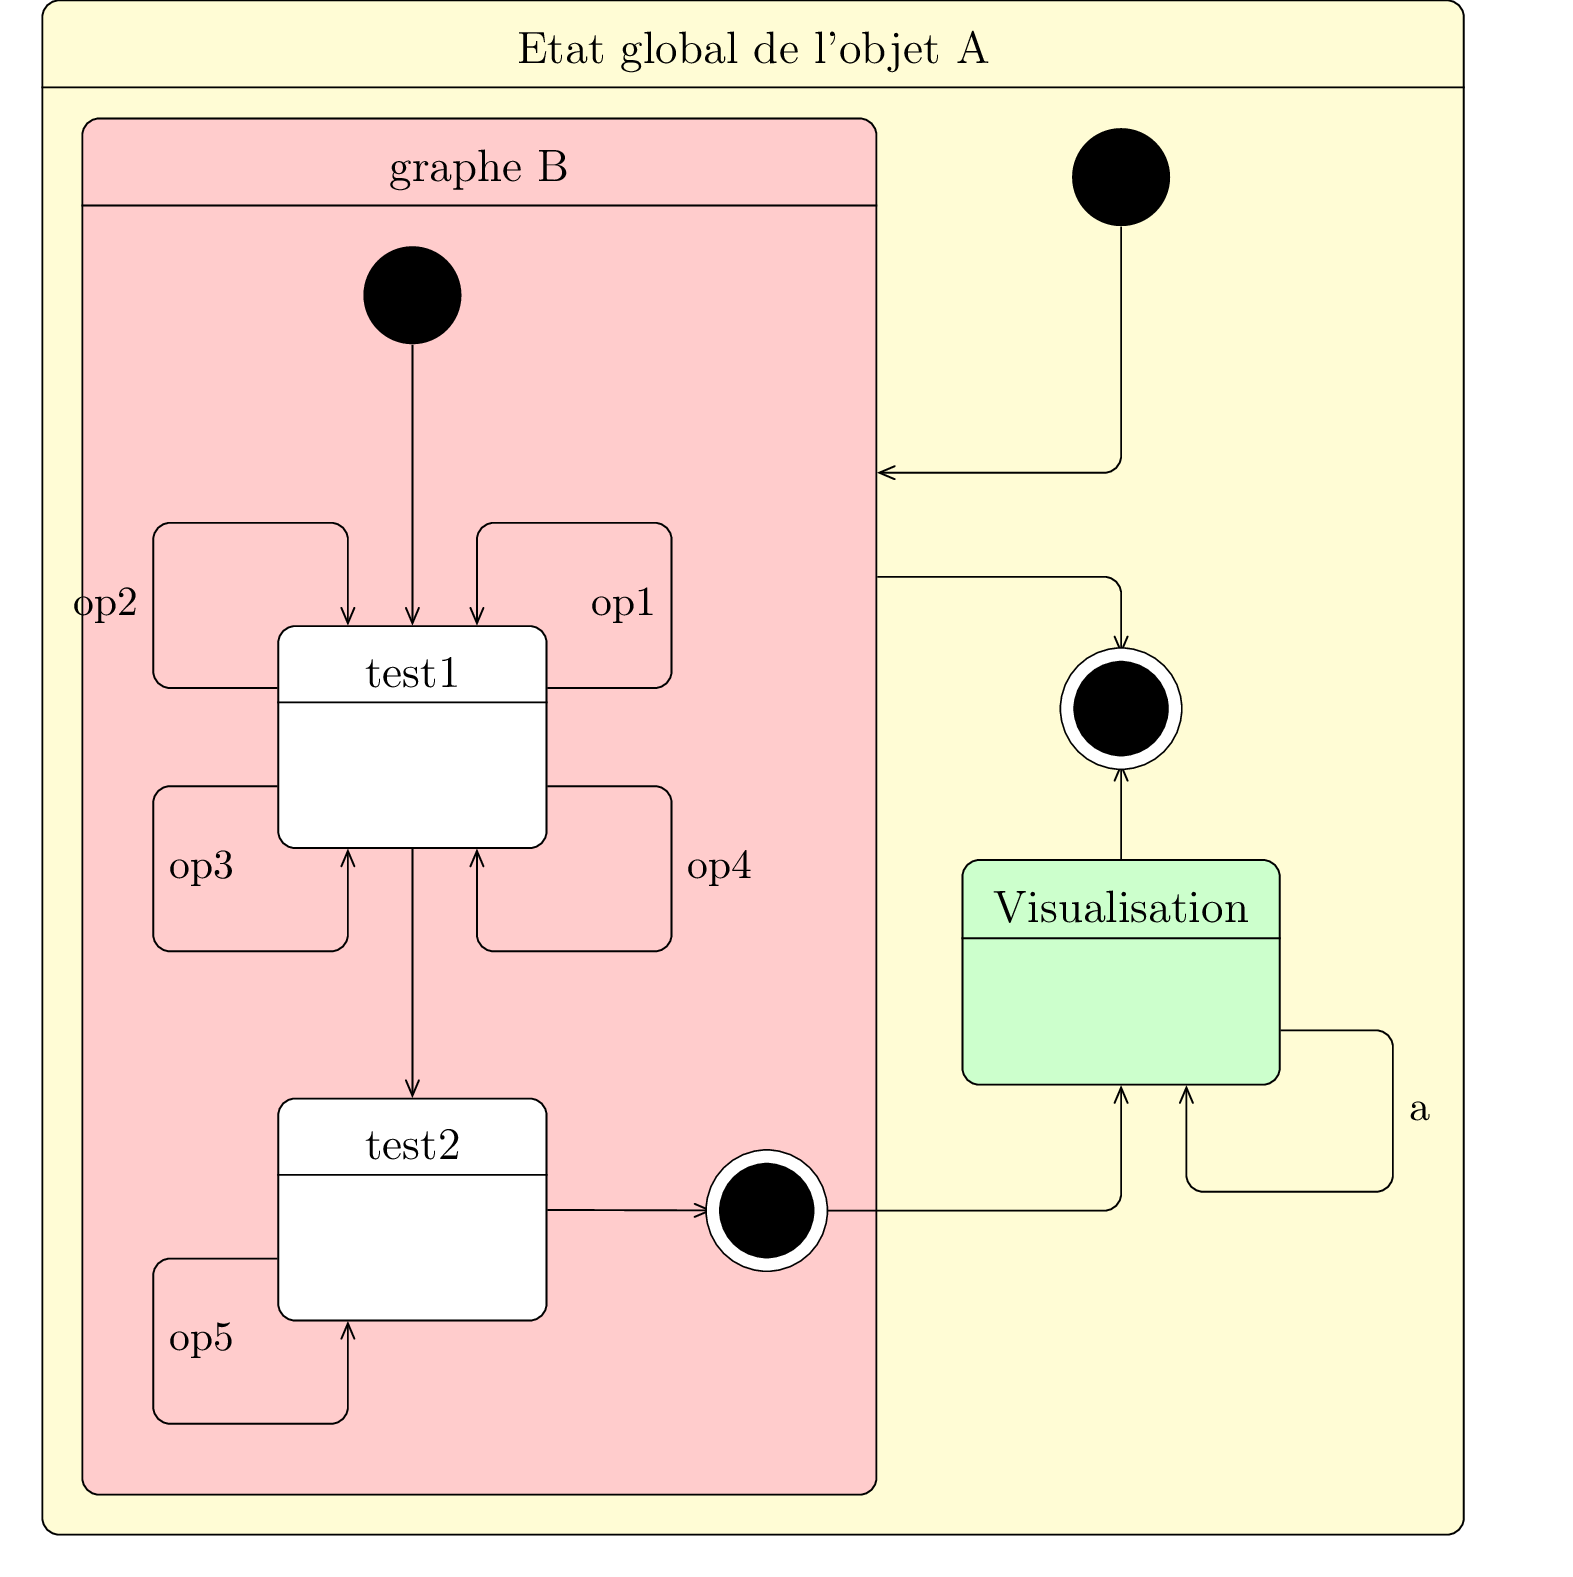 Etat global de l'objet A
graphe B
op2
op1
test1
op3
op4
Visualisation
a
test2
op5